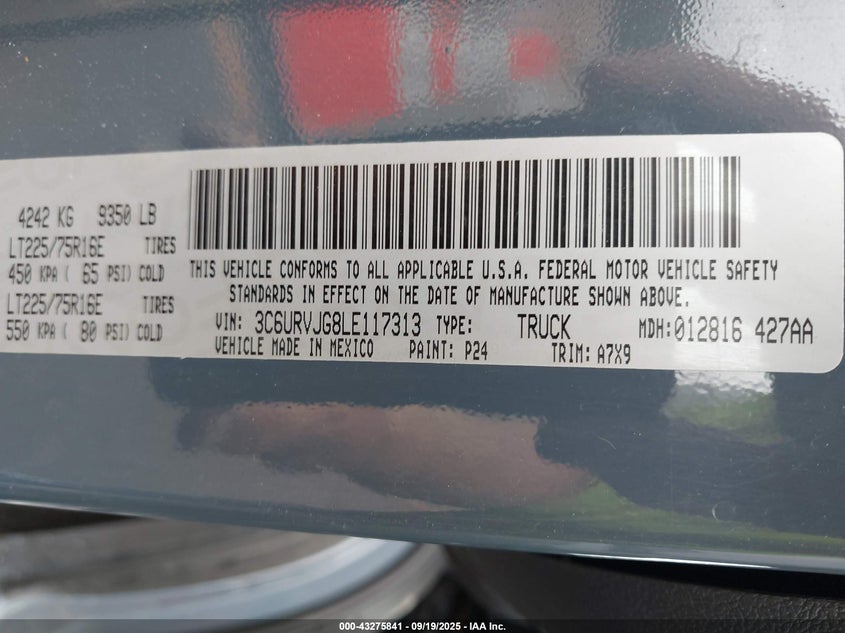 4242 KG 9350 LB
LT225/75R16E TIRES
450 KPA ( 65 PSI) COLD
LT225/75R16E TIRES
550 KPA ( 80 PSI) COLD
THIS VEHICLE CONFORMS TO ALL APPLICABLE U.S.A. FEDERAL MOTOR VEHICLE SAFETY
STANDARDS IN EFFECT ON THE DATE OF MANUFACTURE SHOWN ABOVE.
VIN: 3C6URVJG8LE117313 TYPE: TRUCK MDH: 012816 427AA
VEHICLE MADE IN MEXICO PAINT: P24 TRIM: A7X9
000-43275841 - 09/19/2025 - IAA Inc.